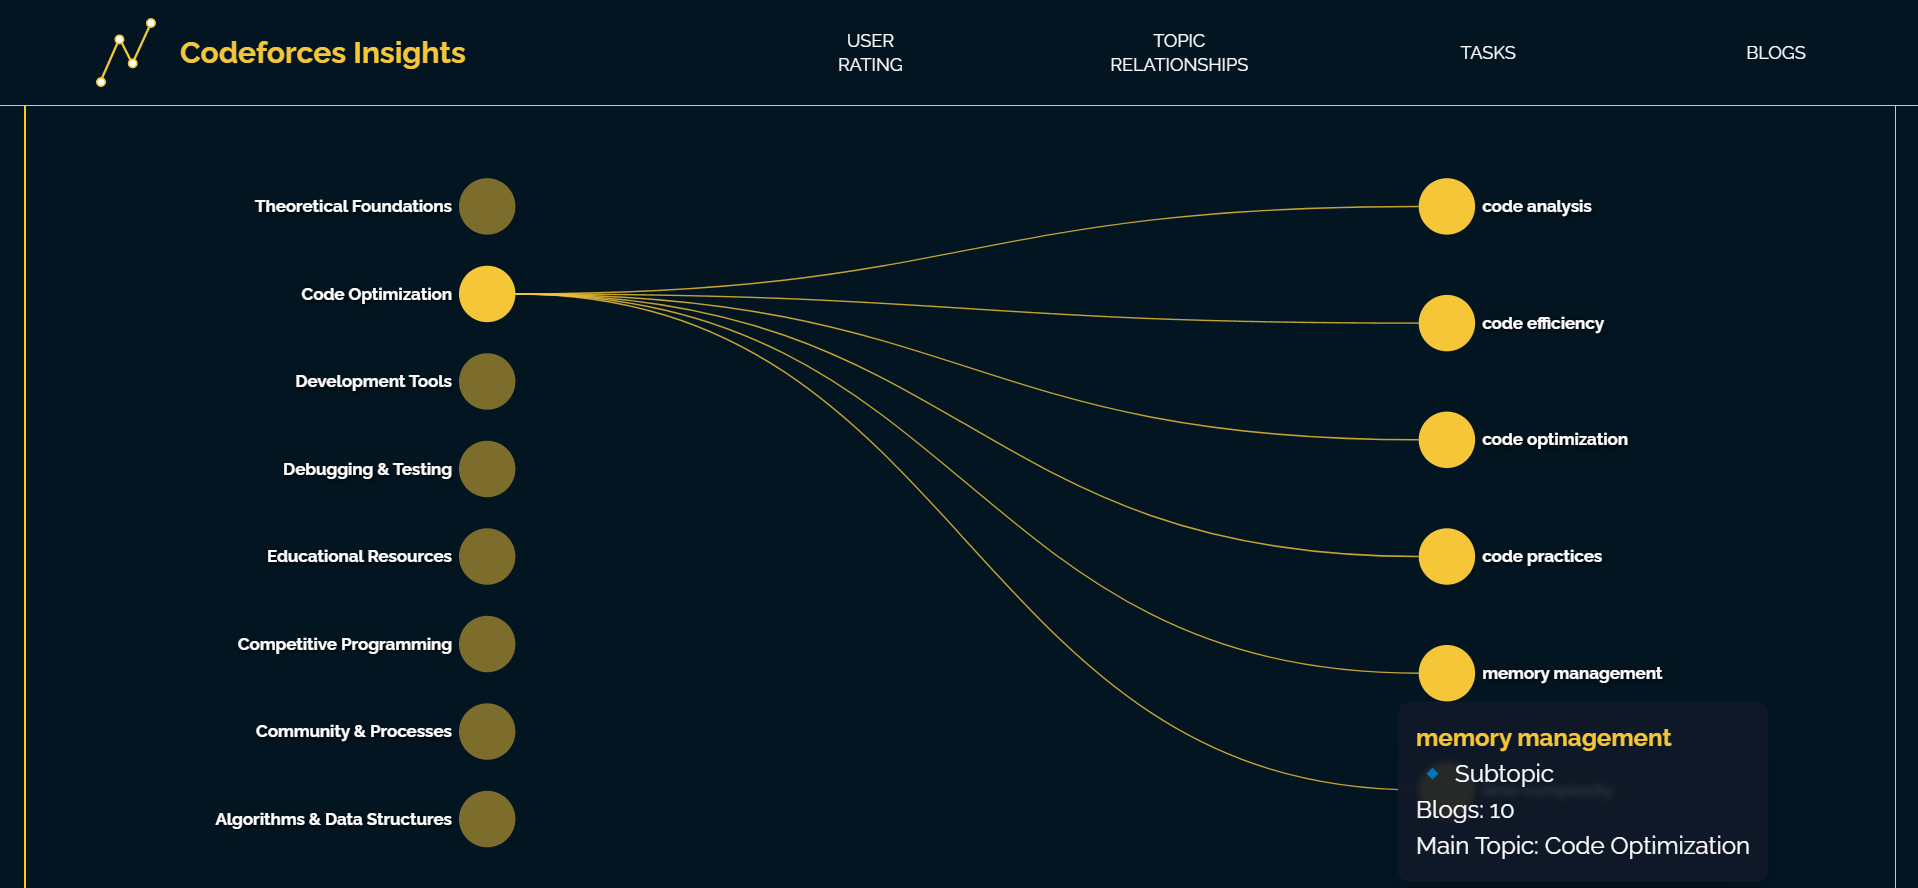 Codeforces Insights
USER
RATING
TOPIC
RELATIONSHIPS
TASKS
BLOGS
Theoretical Foundations
Code Optimization
Development Tools
Debugging & Testing
Educational Resources
Competitive Programming
Community & Processes
Algorithms & Data Structures
code analysis
code efficiency
code optimization
code practices
memory management
memory management
Subtopic
Blogs: 10
Main Topic: Code Optimization